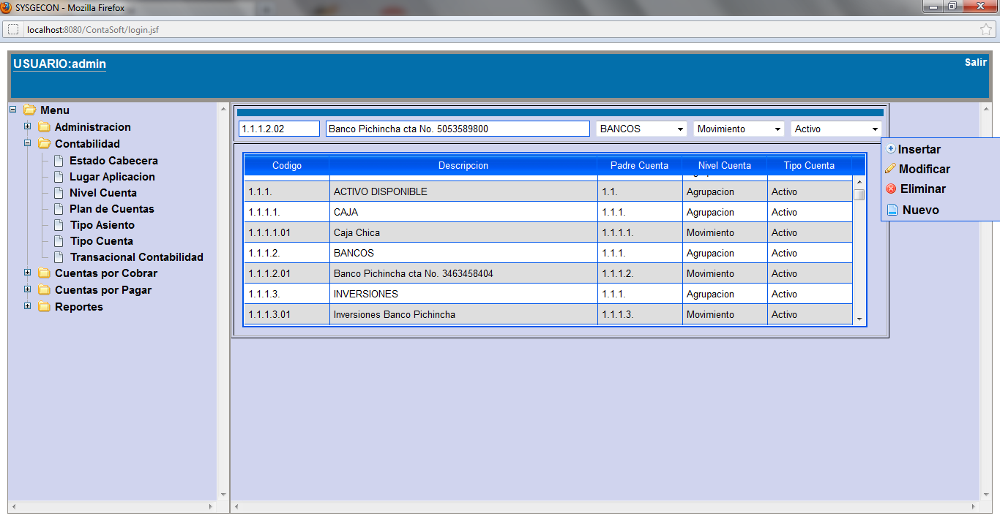 SYSGECON - Mozilla Firefox
localhost:8080/ContaSoft/login.jsf
USUARIO:admin Salir
Menu
Administracion
Contabilidad
Estado Cabecera
Lugar Aplicacion
Nivel Cuenta
Plan de Cuentas
Tipo Asiento
Tipo Cuenta
Transacional Contabilidad
Cuentas por Cobrar
Cuentas por Pagar
Reportes
1.1.1.2.02 Banco Pichincha cta No. 5053589800 BANCOS Movimiento Activo
Insertar
Modificar
Eliminar
Nuevo
Codigo Descripcion Padre Cuenta Nivel Cuenta Tipo Cuenta
1.1.1. ACTIVO DISPONIBLE 1.1. Agrupacion Activo
1.1.1.1. CAJA 1.1.1. Agrupacion Activo
1.1.1.1.01 Caja Chica 1.1.1.1. Movimiento Activo
1.1.1.2. BANCOS 1.1.1. Agrupacion Activo
1.1.1.2.01 Banco Pichincha cta No. 3463458404 1.1.1.2. Movimiento Activo
1.1.1.3. INVERSIONES 1.1.1. Agrupacion Activo
1.1.1.3.01 Inversiones Banco Pichincha 1.1.1.3. Movimiento Activo